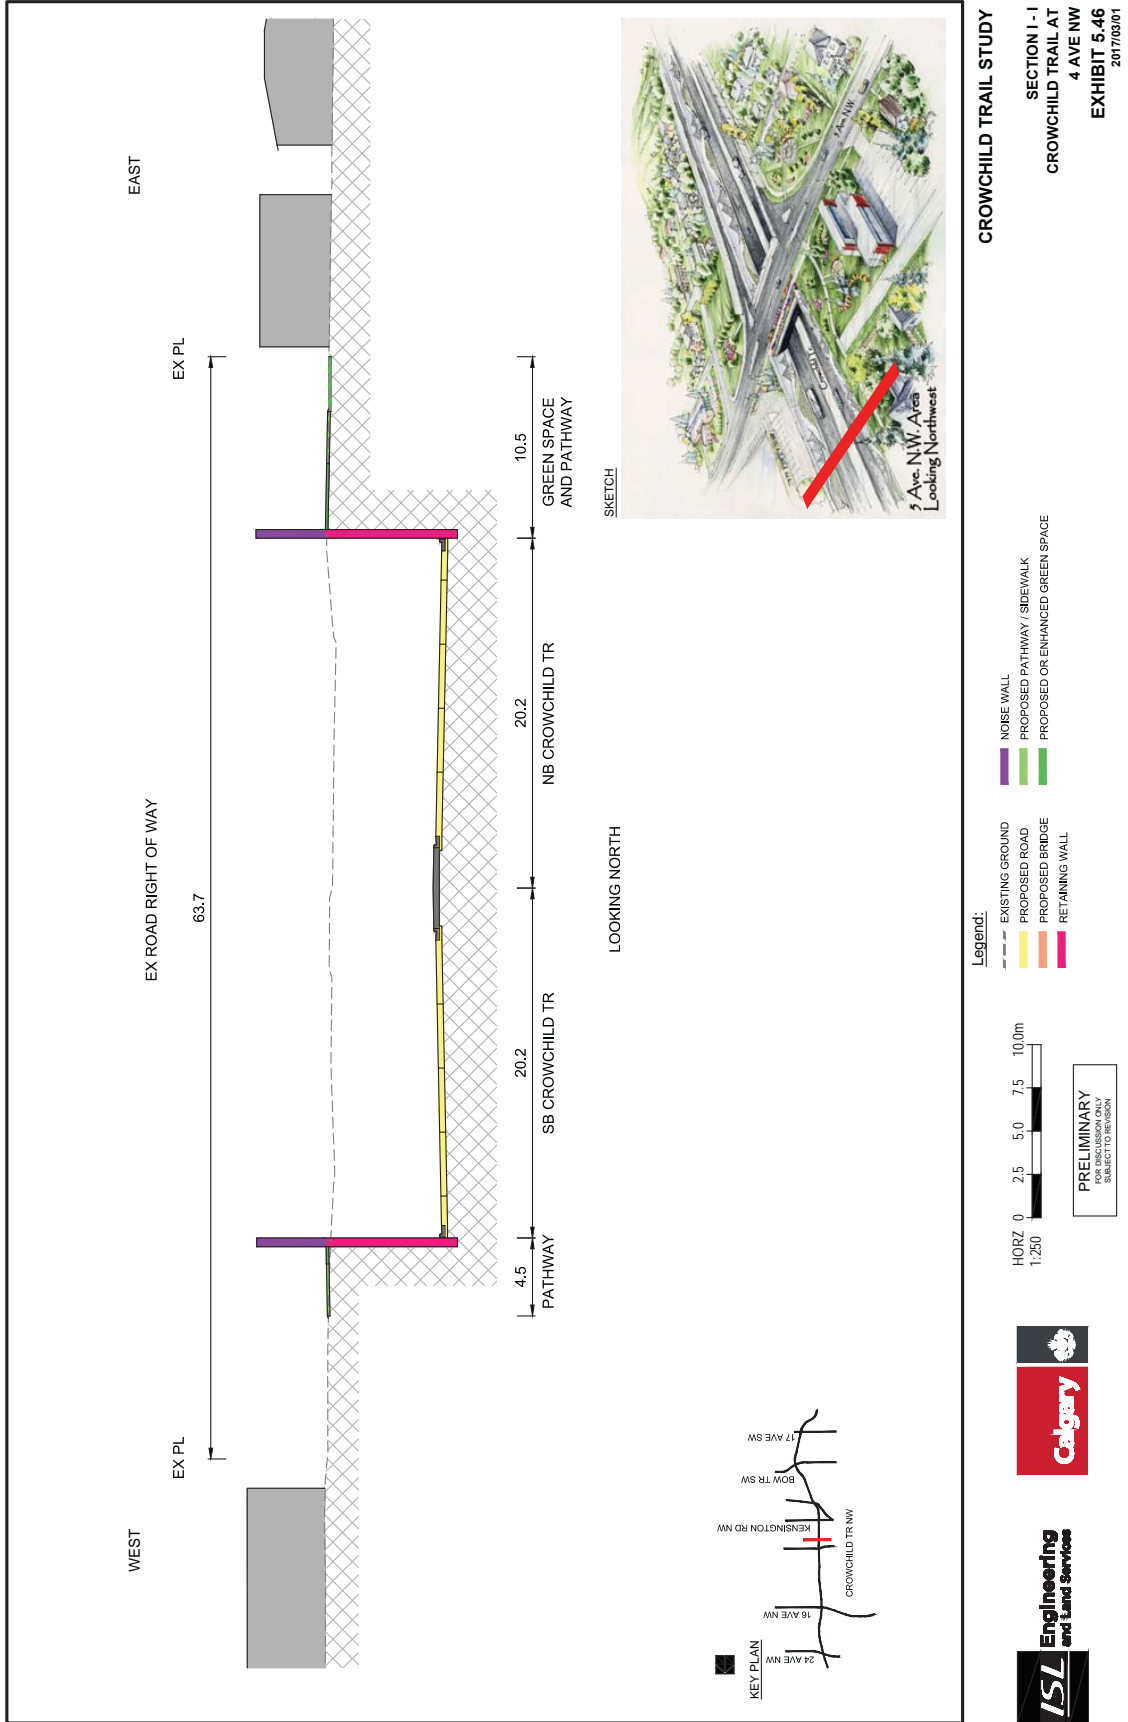 WEST
EAST
EX ROAD RIGHT OF WAY
EX PL
EX PL
63.7
4.5
20.2
20.2
10.5
PATHWAY
SB CROWCHILD TR
NB CROWCHILD TR
GREEN SPACE
AND PATHWAY
LOOKING NORTH
SKETCH
5 Ave N.W.
Crowchild Tr.
5 Ave. N.W. Area
Looking Northwest
KEY PLAN
24 AVE NW
16 AVE NW
CROWCHILD TR NW
KENSINGTON RD NW
BOW TR SW
17 AVE SW
ISL Engineering
and Land Services
Calgary
HORZ
1:250
0 2.5 5.0 7.5 10.0m
PRELIMINARY
FOR DISCUSSION ONLY
SUBJECT TO REVISION
Legend:
EXISTING GROUND
PROPOSED ROAD
PROPOSED BRIDGE
RETAINING WALL
NOISE WALL
PROPOSED PATHWAY / SIDEWALK
PROPOSED OR ENHANCED GREEN SPACE
CROWCHILD TRAIL STUDY
SECTION I - I
CROWCHILD TRAIL AT
4 AVE NW
EXHIBIT 5.46
2017/03/01